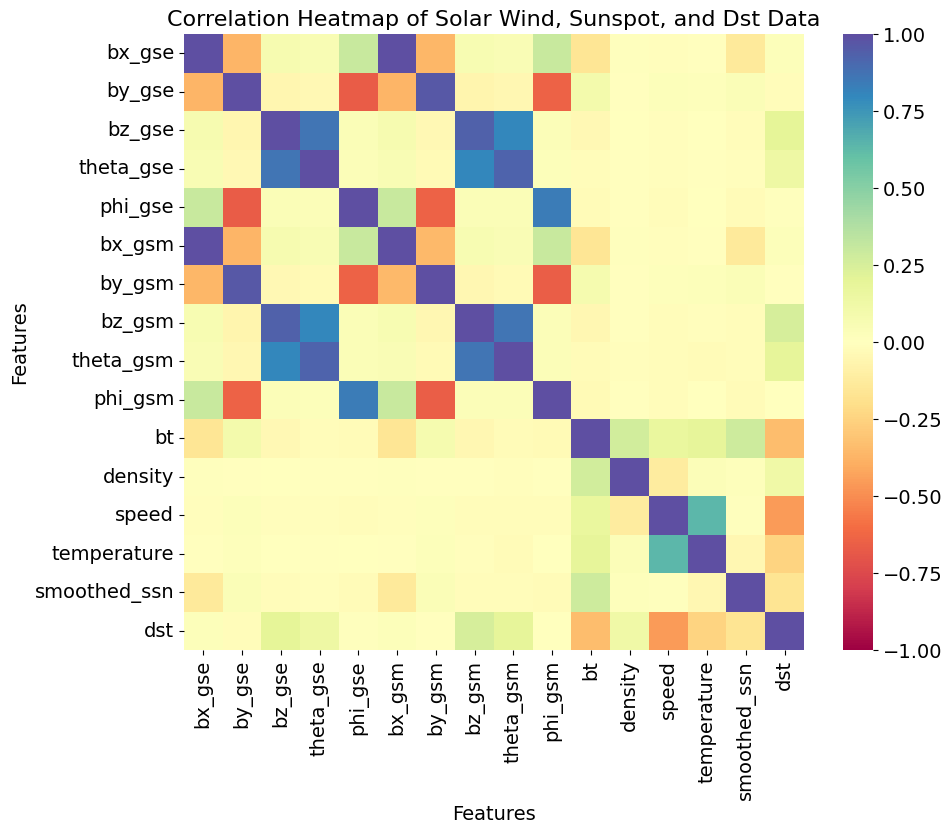 Correlation Heatmap of Solar Wind, Sunspot, and Dst Data
Features
bx_gse
by_gse
bz_gse
theta_gse
phi_gse
bx_gsm
by_gsm
bz_gsm
theta_gsm
phi_gsm
bt
density
speed
temperature
smoothed_ssn
dst
bx_gse
by_gse
bz_gse
theta_gse
phi_gse
bx_gsm
by_gsm
bz_gsm
theta_gsm
phi_gsm
bt
density
speed
temperature
smoothed_ssn
dst
Features
1.00
0.75
0.50
0.25
0.00
−0.25
−0.50
−0.75
−1.00